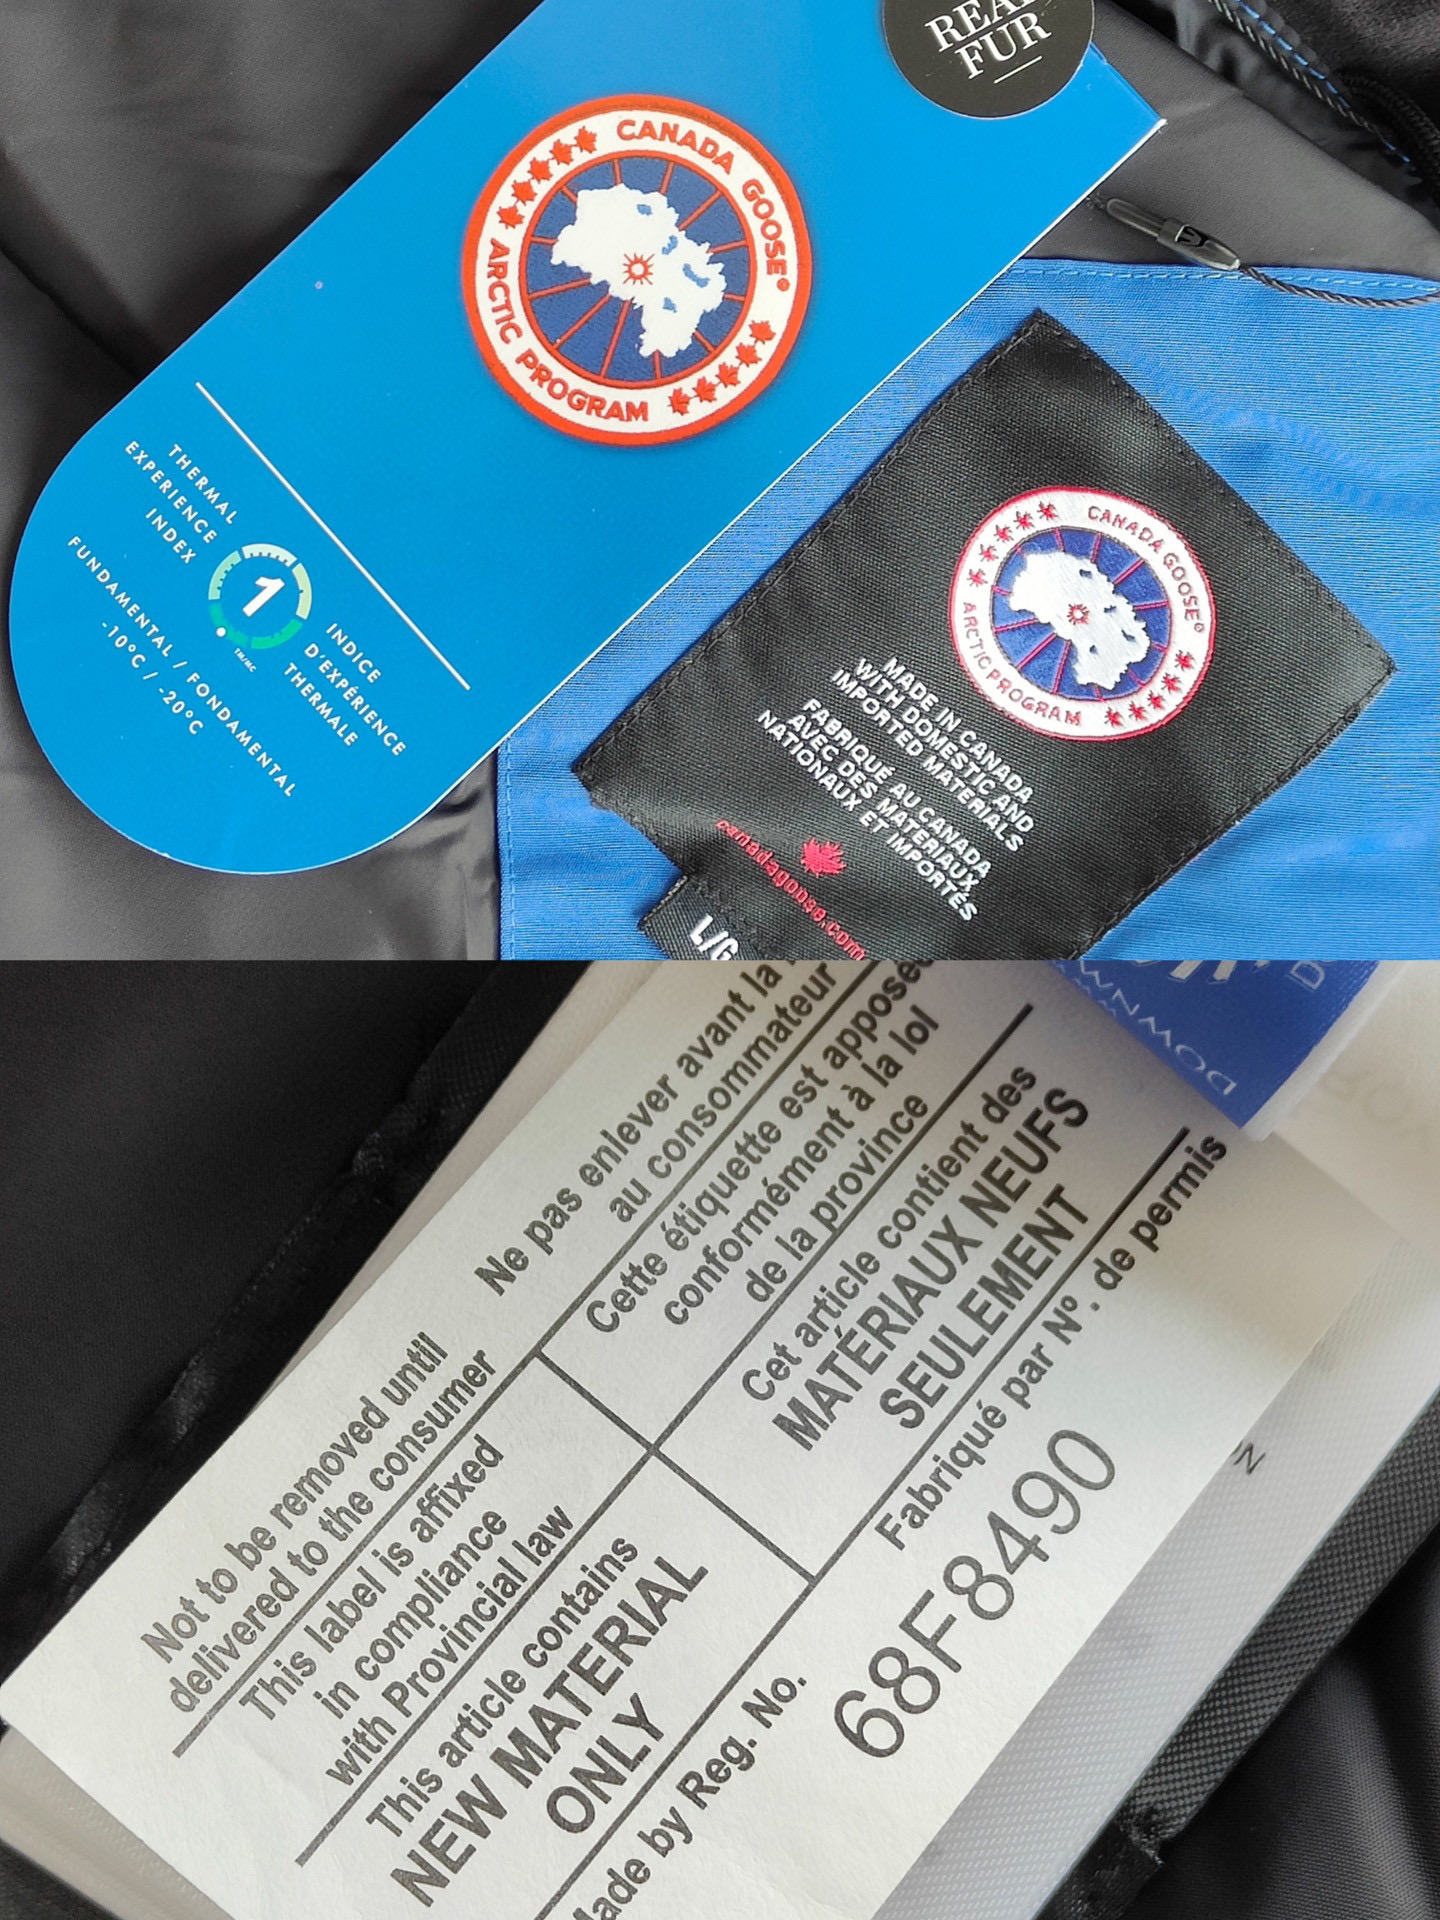 REAL
FUR
CANADA GOOSE®
ARCTIC PROGRAM
THERMAL
EXPERIENCE
INDEX
1
TM/MC
INDICE
D'EXPÉRIENCE
THERMALE
FUNDAMENTAL / FONDAMENTAL
-10°C / -20°C
CANADA GOOSE®
ARCTIC PROGRAM
MADE IN CANADA
WITH DOMESTIC AND
IMPORTED MATERIALS
FABRIQUÉ AU CANADA
AVEC DES MATERIAUX
NATIONAUX ET IMPORTÉS
canadagoose.com
L/G
Ne pas enlever avant la
au consommateur
Cette étiquette est apposée
conformément à la lol
de la province
Cet article contient des
MATÉRIAUX NEUFS
SEULEMENT
Fabriqué par Nº. de permis
Not to be removed until
delivered to the consumer
This label is affixed
in compliance
with Provincial law
This article contains
NEW MATERIAL
ONLY
Made by Reg. No.
68F8490